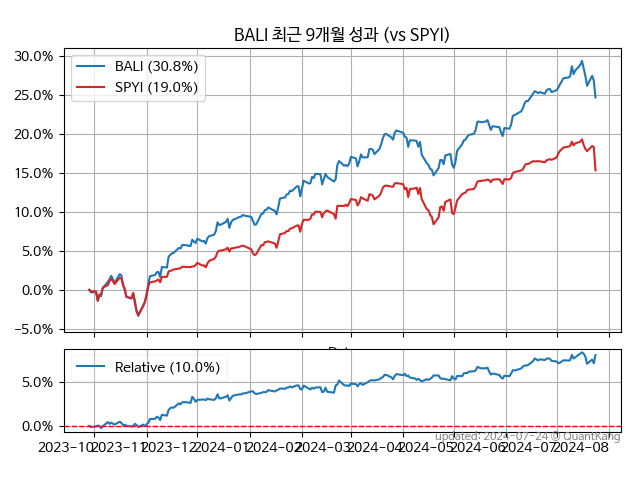 BALI 최근 9개월 성과 (vs SPYI)
30.0%
25.0%
20.0%
15.0%
10.0%
5.0%
0.0%
−5.0%
BALI (30.8%)
SPYI (19.0%)
5.0%
0.0%
Relative (10.0%)
updated: 2024-07-24 @ QuantKang
2023-10 2023-11 2023-12 2024-01 2024-02 2024-03 2024-04 2024-05 2024-06 2024-07 2024-08